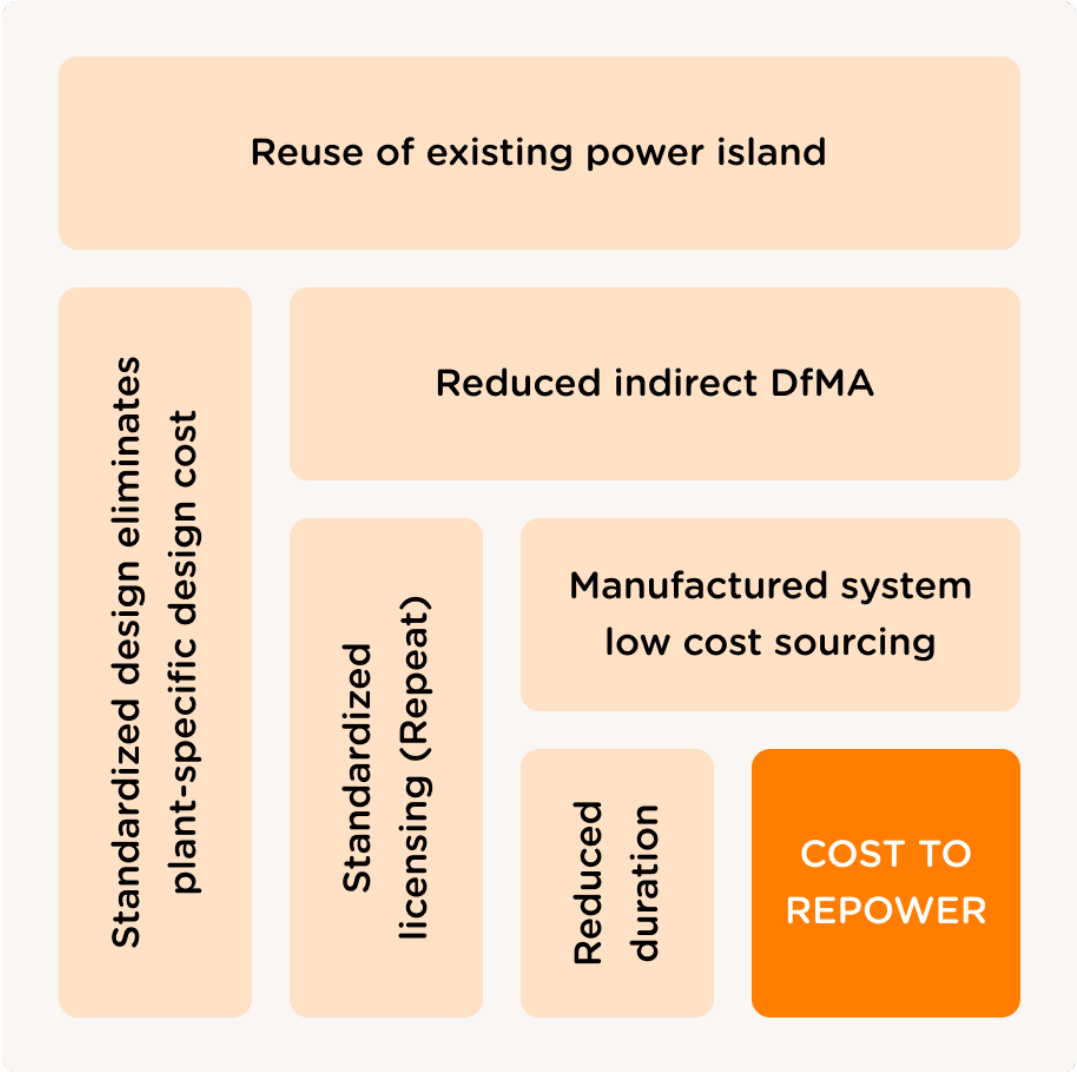 Reuse of existing power island
Standardized design eliminates
plant-specific design cost
Reduced indirect DfMA
Standardized
licensing (Repeat)
Manufactured system
low cost sourcing
Reduced
duration
COST TO
REPOWER